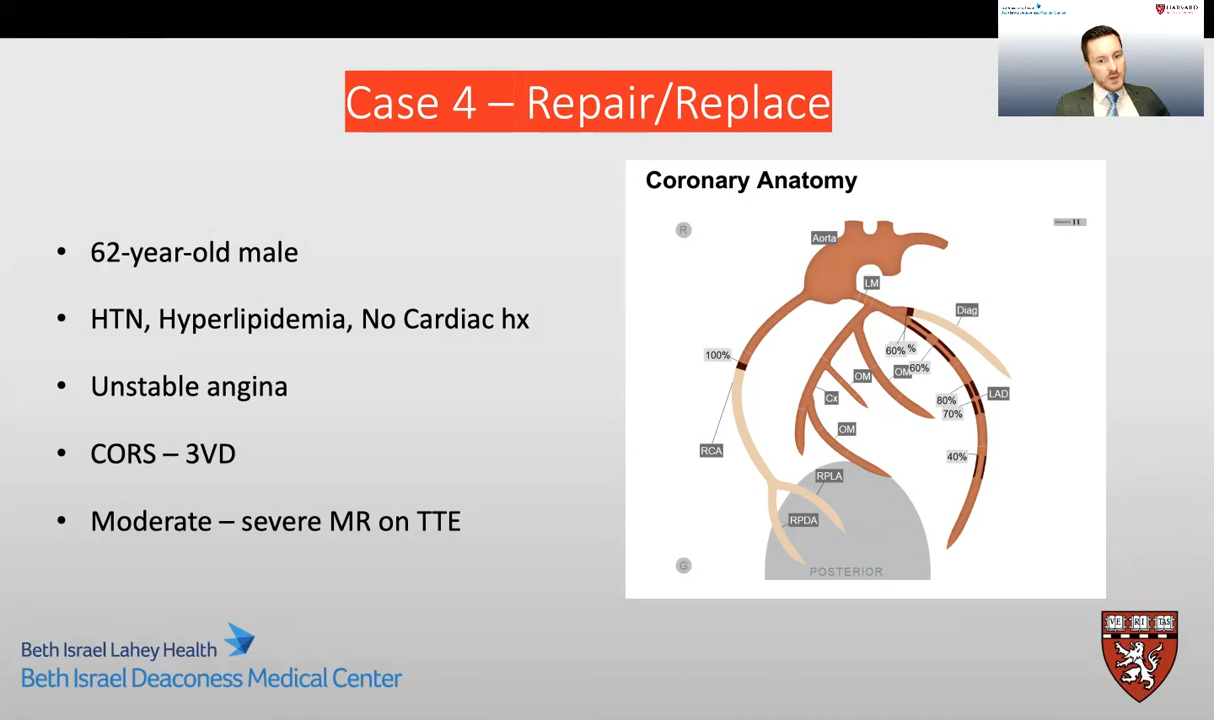 HARVARD
Case 4 – Repair/Replace
• 62-year-old male
• HTN, Hyperlipidemia, No Cardiac hx
• Unstable angina
• CORS – 3VD
• Moderate – severe MR on TTE
Coronary Anatomy
R
Aorta
LM
Diag
100%
60%
%
OM
OM
60%
Cx
80%
LAD
70%
OM
RCA
40%
RPLA
RPDA
G
POSTERIOR
Beth Israel Lahey Health
Beth Israel Deaconess Medical Center
VE RI TAS